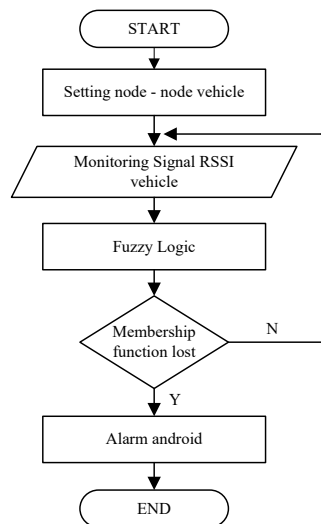 START
Setting node - node vehicle
Monitoring Signal RSSI
vehicle
Fuzzy Logic
Membership
function lost
N
Y
Alarm android
END